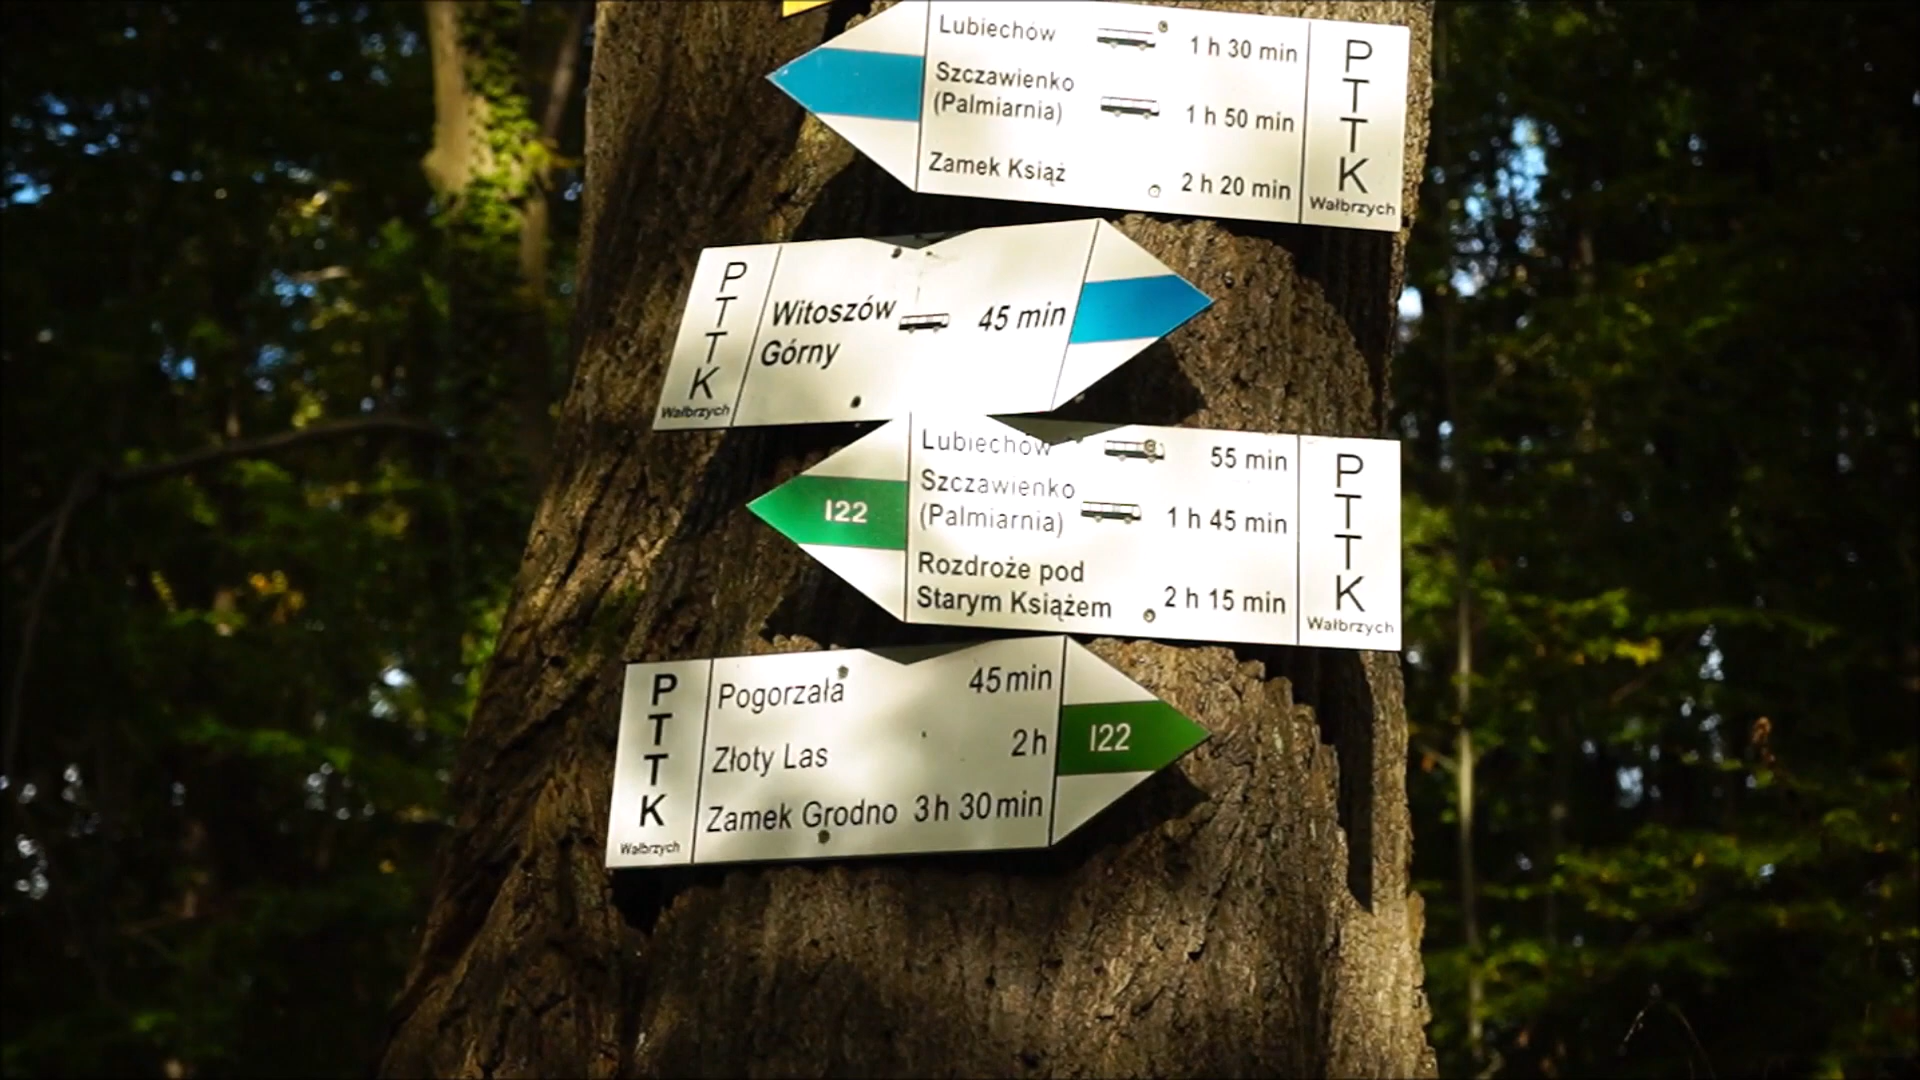 Lubiechów 1 h 30 min
Szczawienko
(Palmiarnia) 1 h 50 min
Zamek Książ 2 h 20 min
PTTK
Wałbrzych
PTTK
Wałbrzych
Witoszów
Górny 45 min
Lubiechów 55 min
122
Szczawienko
(Palmiarnia) 1 h 45 min
Rozdroże pod
Starym Książem 2 h 15 min
PTTK
Wałbrzych
PTTK
Wałbrzych
Pogorzała 45 min
Złoty Las 2 h
122
Zamek Grodno 3 h 30 min